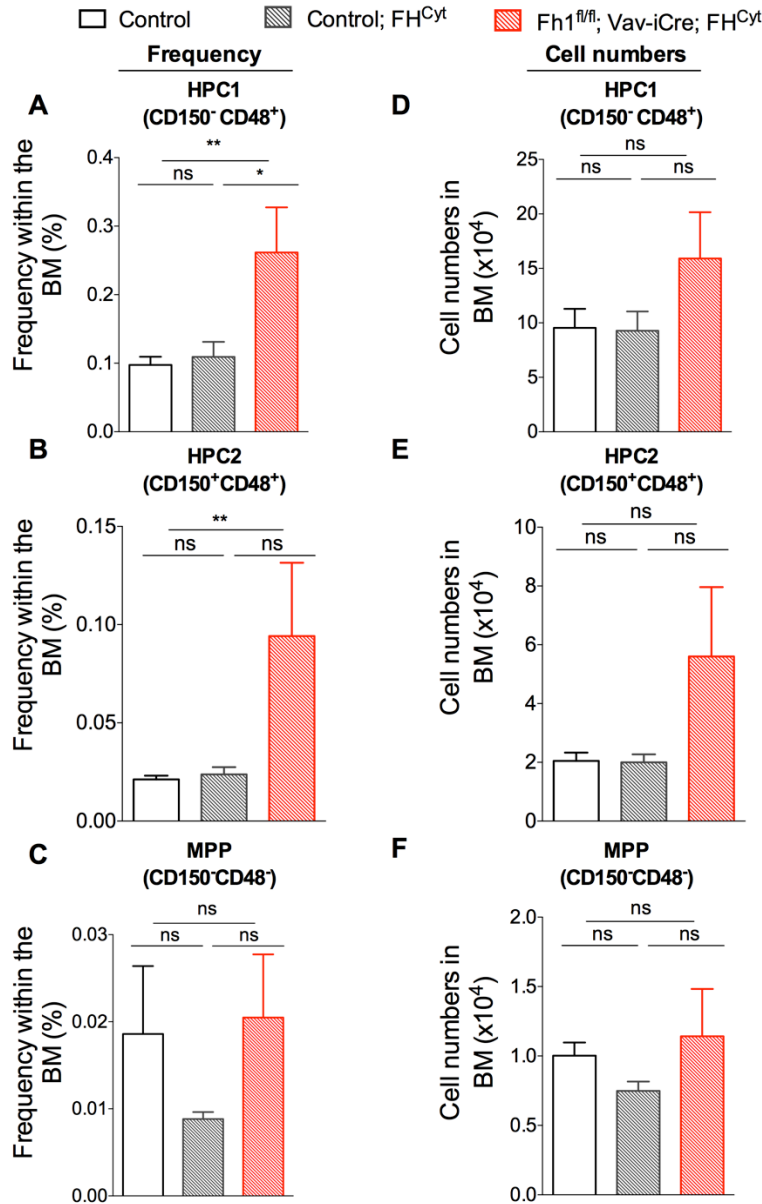 Control
Control; FH^Cyt
Fh1^fl/fl; Vav-iCre; FH^Cyt
Frequency
Cell numbers
A
HPC1
(CD150⁻ CD48⁺)
Frequency within the
BM (%)
0.4
0.3
0.2
0.1
0.0
**
ns
*
D
HPC1
(CD150⁻ CD48⁺)
Cell numbers in
BM (x10⁴)
25
20
15
10
5
0
ns
ns
ns
B
HPC2
(CD150⁺CD48⁺)
Frequency within the
BM (%)
0.15
0.10
0.05
0.00
**
ns
ns
E
HPC2
(CD150⁺CD48⁺)
Cell numbers in
BM (x10⁴)
10
8
6
4
2
0
ns
ns
ns
C
MPP
(CD150⁻CD48⁻)
Frequency within the
BM (%)
0.03
0.02
0.01
0.00
ns
ns
ns
F
MPP
(CD150⁻CD48⁻)
Cell numbers in
BM (x10⁴)
2.0
1.5
1.0
0.5
0.0
ns
ns
ns